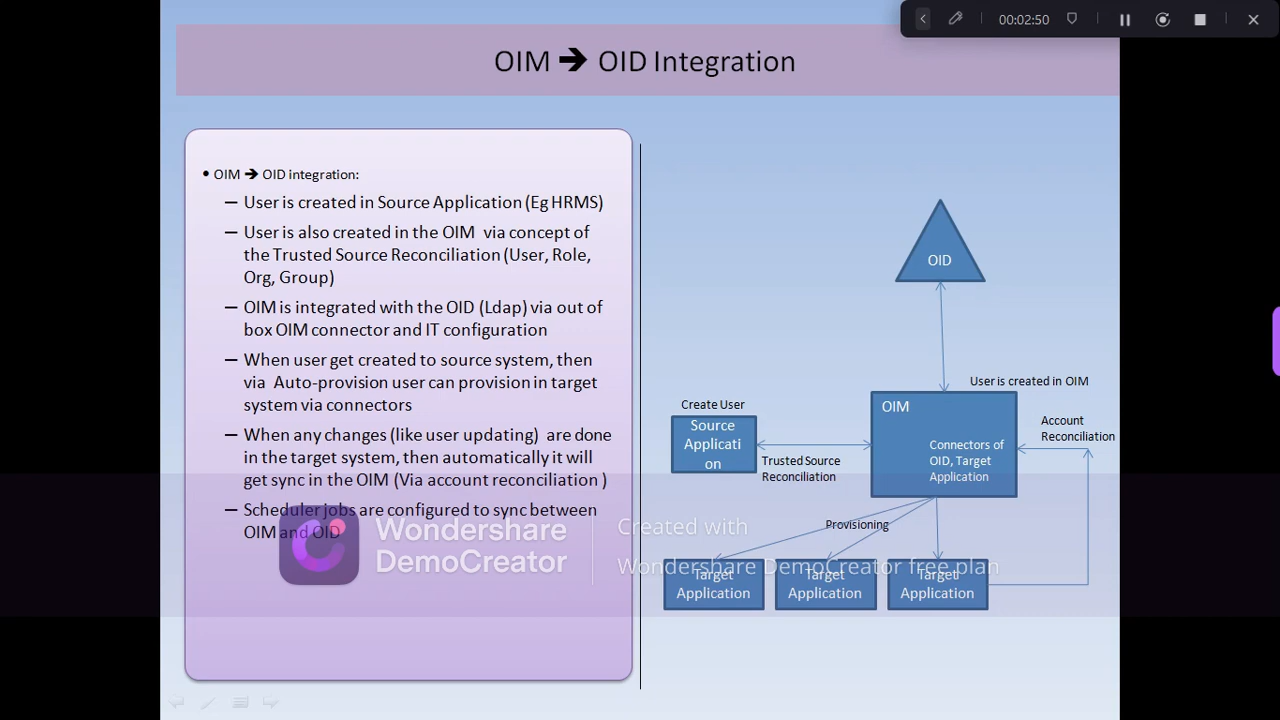 00:02:50
OIM ➔ OID Integration
• OIM ➔ OID integration:
– User is created in Source Application (Eg HRMS)
– User is also created in the OIM via concept of
the Trusted Source Reconciliation (User, Role,
Org, Group)
– OIM is integrated with the OID (Ldap) via out of
box OIM connector and IT configuration
– When user get created to source system, then
via Auto-provision user can provision in target
system via connectors
– When any changes (like user updating) are done
in the target system, then automatically it will
get sync in the OIM (Via account reconciliation )
– Scheduler jobs are configured to sync between
OIM and OID
OID
User is created in OIM
Create User
Source
Applicati
on
Trusted Source
Reconciliation
OIM
Connectors of
OID, Target
Application
Account
Reconciliation
Provisioning
Target
Application
Target
Application
Target
Application
Wondershare
DemoCreator
Created with
Wondershare DemoCreator free plan